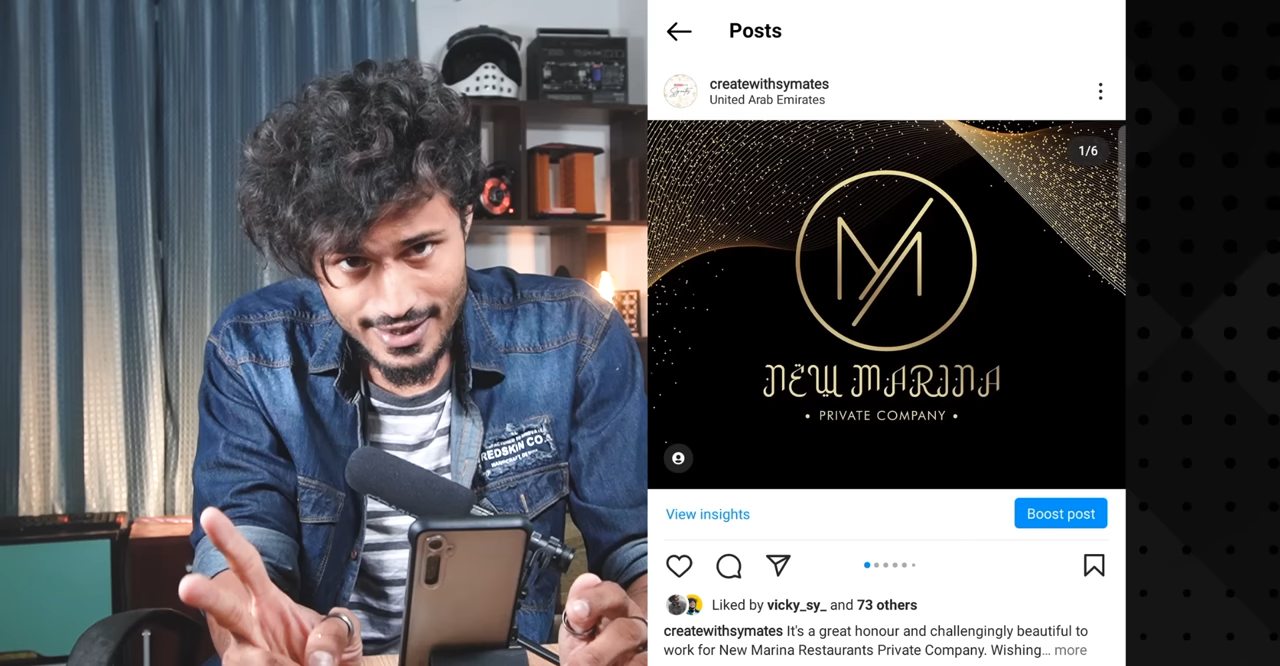 REDSKIN CO.
Posts
createwithsymates
United Arab Emirates
1/6
NEW MARINA
• PRIVATE COMPANY •
View insights
Boost post
Liked by vicky_sy_ and 73 others
createwithsymates It's a great honour and challengingly beautiful to
work for New Marina Restaurants Private Company. Wishing... more